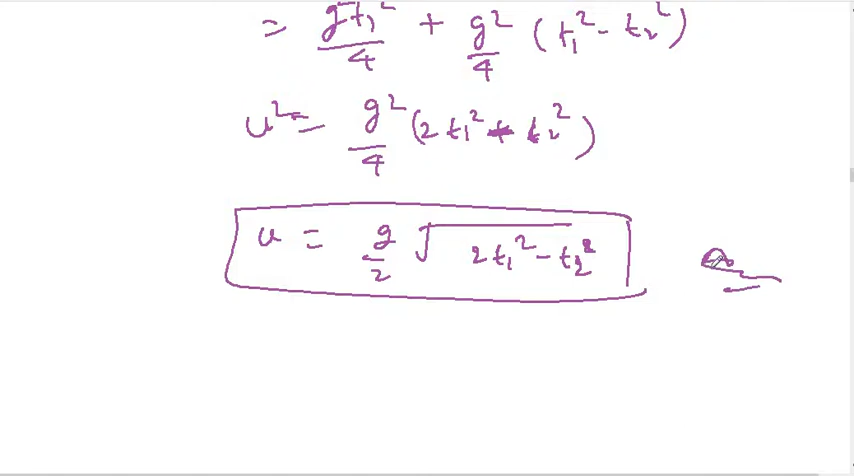 = g²t₁²/4 + g²/4 (t₁² - t₂²)
u² = g²/4 (2t₁² + t₂²)
u = g/2 √2t₁² - t₂²